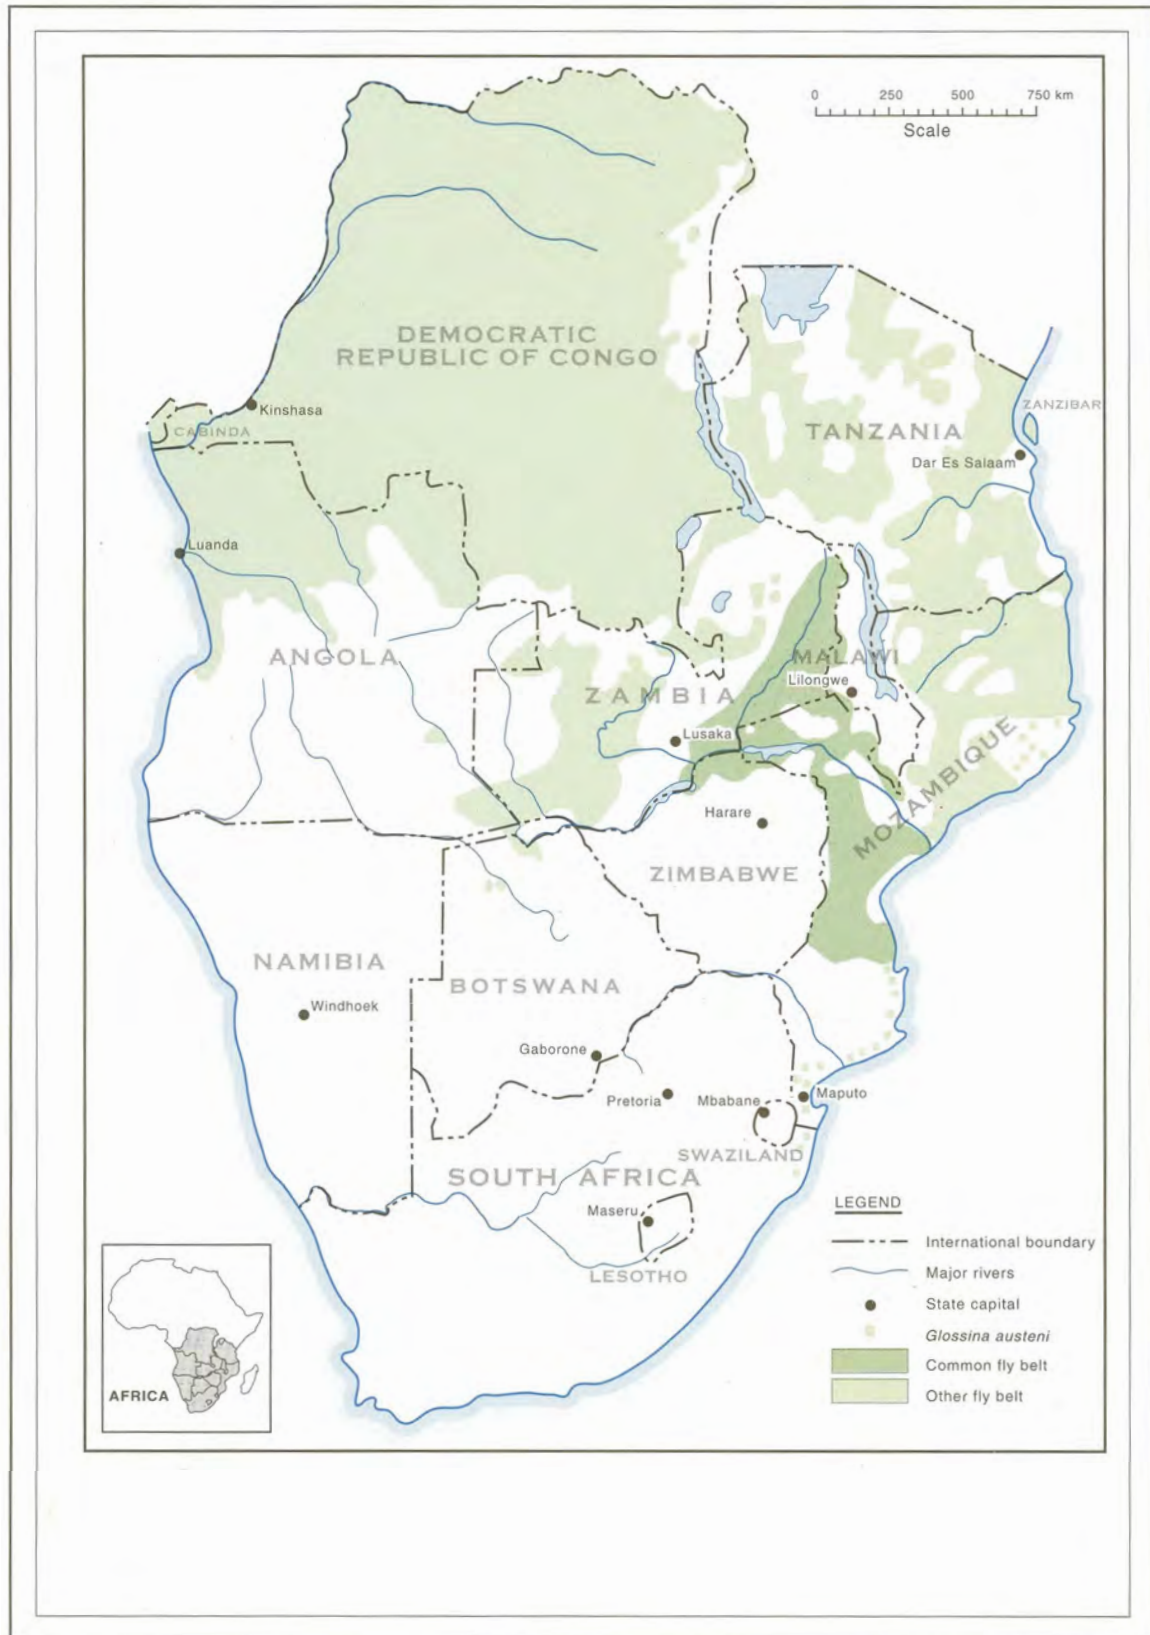 0 250 500 750 km
Scale
DEMOCRATIC
REPUBLIC OF CONGO
Kinshasa
CABINDA
ZANZIBAR
TANZANIA
Dar Es Salaam
Luanda
ANGOLA
MALAWI
Lilongwe
ZAMBIA
Lusaka
MOZAMBIQUE
Harare
ZIMBABWE
NAMIBIA
BOTSWANA
Windhoek
Gaborone
Pretoria
Mbabane
Maputo
SWAZILAND
SOUTH AFRICA
Maseru
LESOTHO
LEGEND
International boundary
Major rivers
State capital
Glossina austeni
Common fly belt
Other fly belt
AFRICA